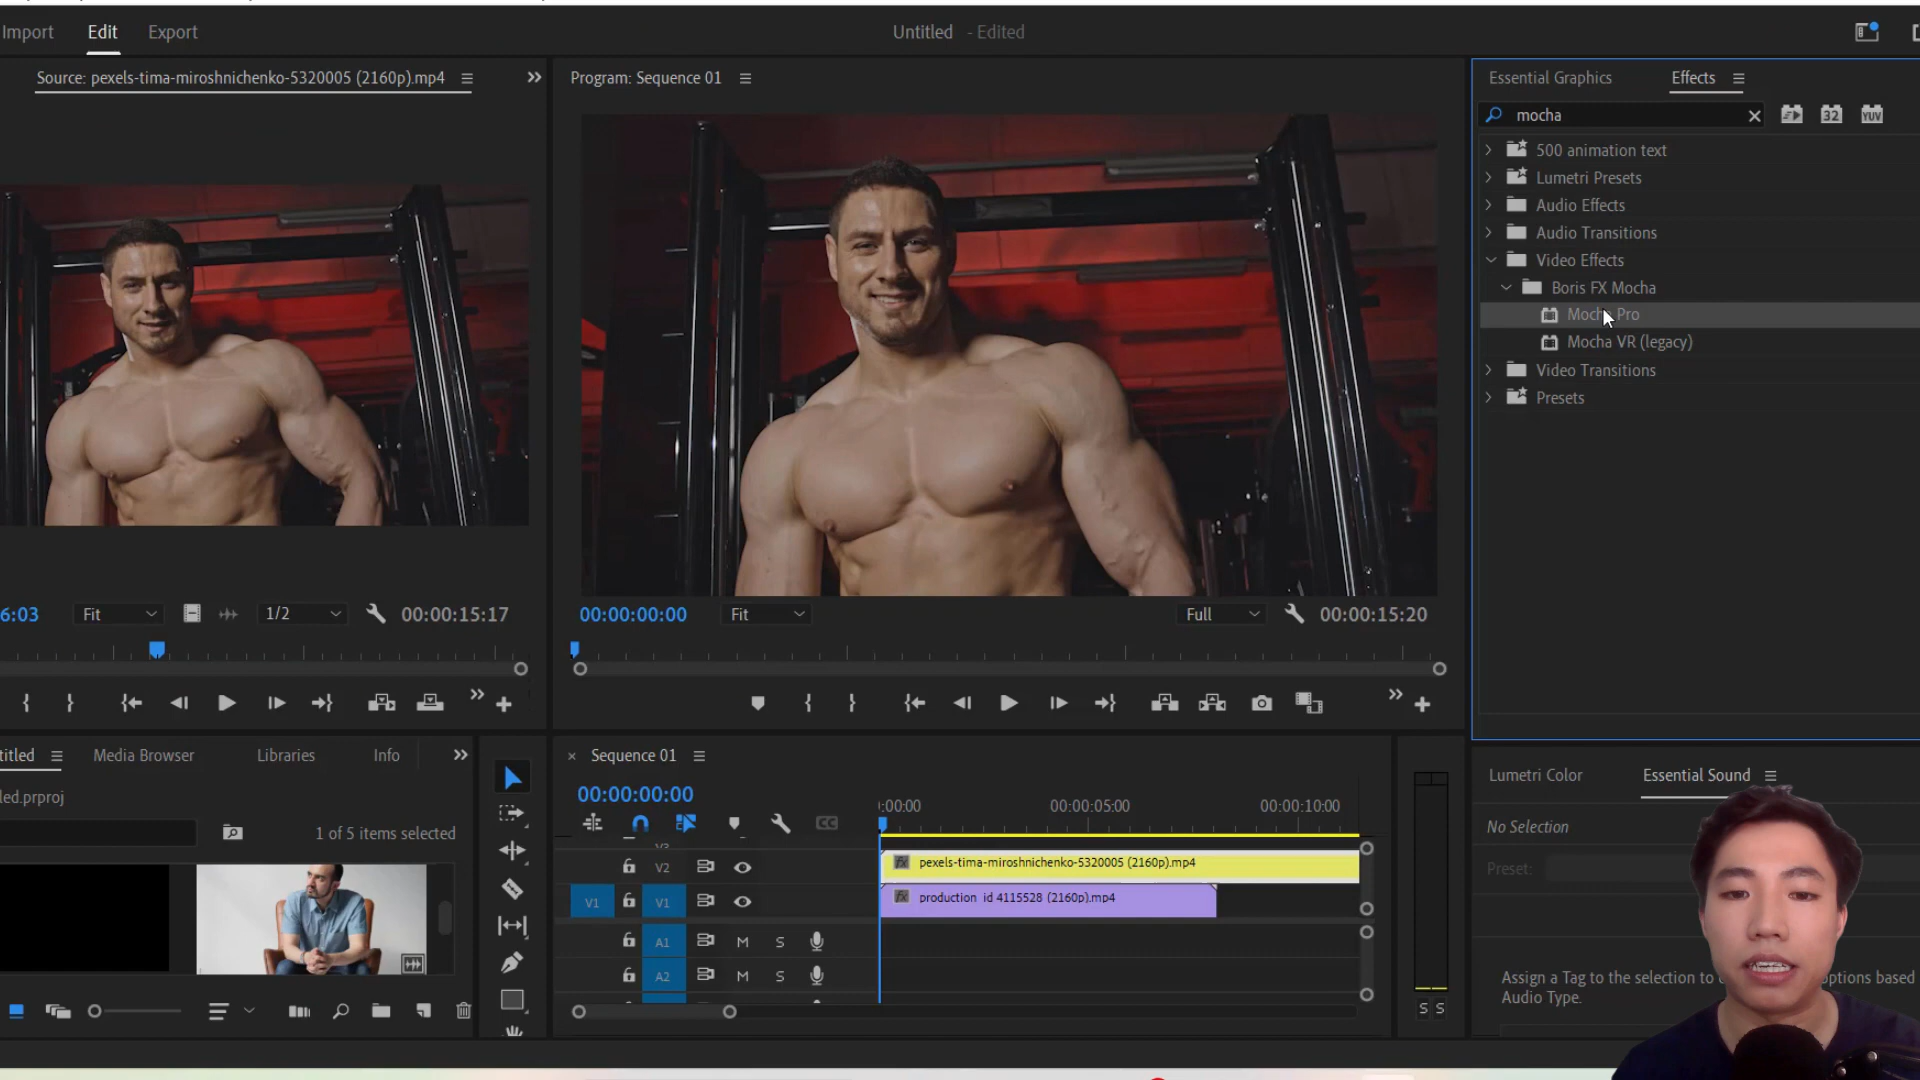 Import
Edit
Export
Untitled
- Edited
Source: pexels-tima-miroshnichenko-5320005 (2160p).mp4
Program: Sequence 01
Essential Graphics
Effects
mocha
32
YUV
500 animation text
Lumetri Presets
Audio Effects
Audio Transitions
Video Effects
Boris FX Mocha
Mocha Pro
Mocha VR (legacy)
Video Transitions
Presets
6:03
Fit
1/2
00:00:15:17
00:00:00:00
Fit
Full
00:00:15:20
titled
Media Browser
Libraries
Info
led.prproj
1 of 5 items selected
× Sequence 01
00:00:00:00
:00:00
00:00:05:00
00:00:10:00
CC
V3
V2
fx pexels-tima-miroshnichenko-5320005 (2160p).mp4
V1
V1
fx production_id 4115528 (2160p).mp4
A1
M
S
A2
M
S
S S
Lumetri Color
Essential Sound
No Selection
Preset:
Assign a Tag to the selection to
options based
Audio Type.